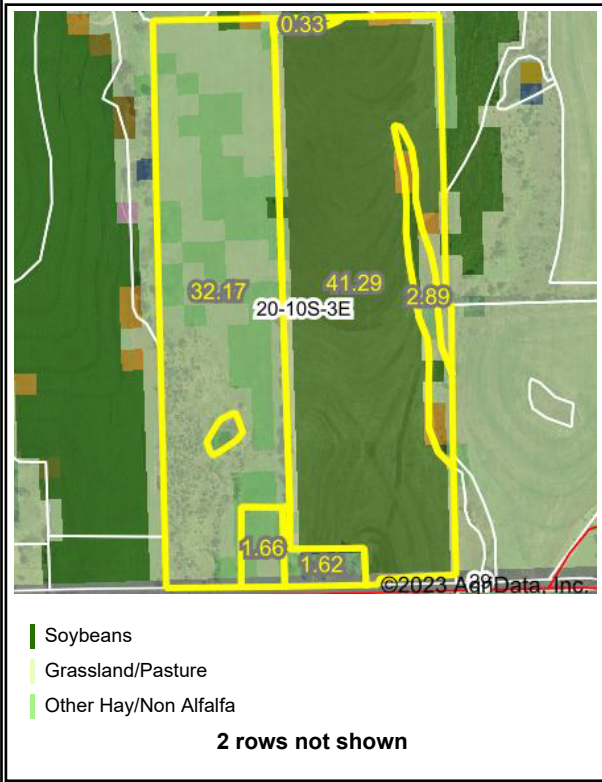 0.33
32.17
41.29
2.89
20-10S-3E
1.66
1.62
29
©2023 AgriData, Inc.
Soybeans
Grassland/Pasture
Other Hay/Non Alfalfa
2 rows not shown